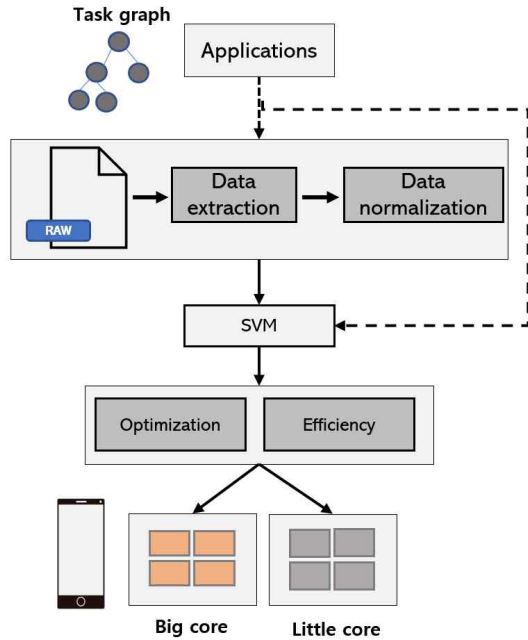 Task graph
Applications
RAW
Data
extraction
Data
normalization
SVM
Optimization
Efficiency
Big core
Little core